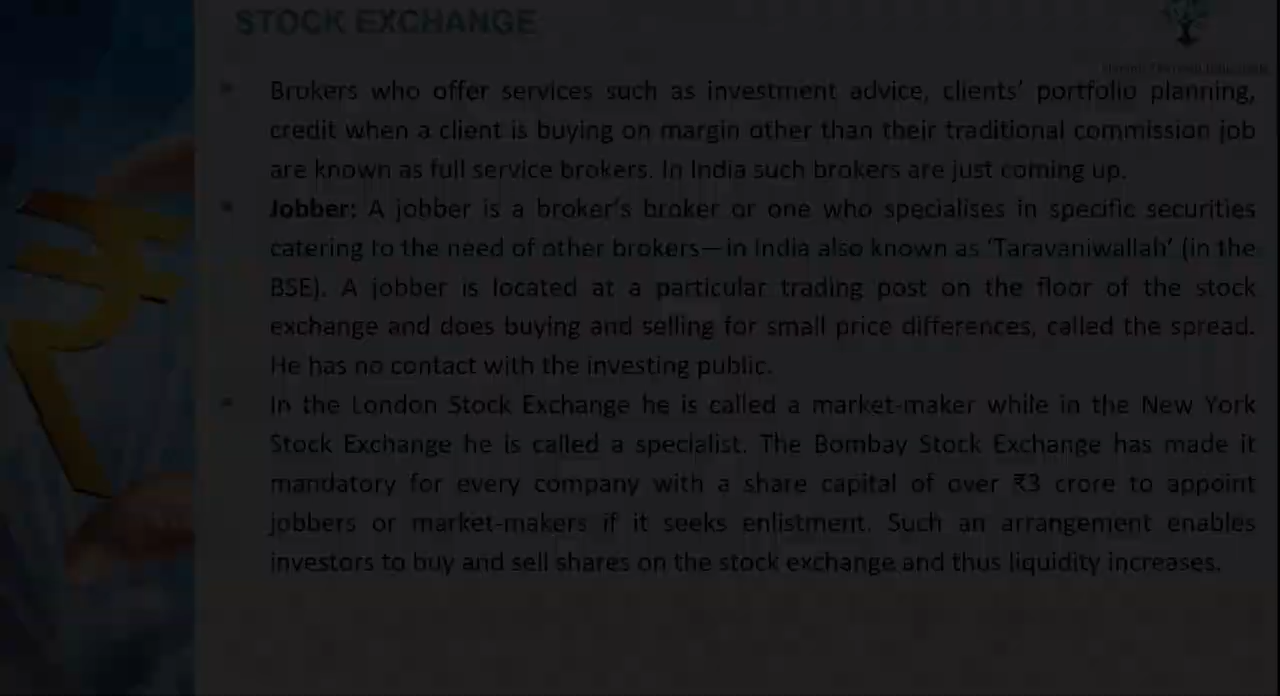 STOCK EXCHANGE
Brokers who offer services such as investment advice, clients' portfolio planning,
credit when a client is buying on margin other than their traditional commission job
are known as full service brokers. In India such brokers are just coming up.
Jobber: A jobber is a broker's broker or one who specialises in specific securities
catering to the need of other brokers—in India also known as 'Taravaniwallah' (in the
BSE). A jobber is located at a particular trading post on the floor of the stock
exchange and does buying and selling for small price differences, called the spread.
He has no contact with the investing public.
In the London Stock Exchange he is called a market-maker while in the New York
Stock Exchange he is called a specialist. The Bombay Stock Exchange has made it
mandatory for every company with a share capital of over ₹3 crore to appoint
jobbers or market-makers if it seeks enlistment. Such an arrangement enables
investors to buy and sell shares on the stock exchange and thus liquidity increases.